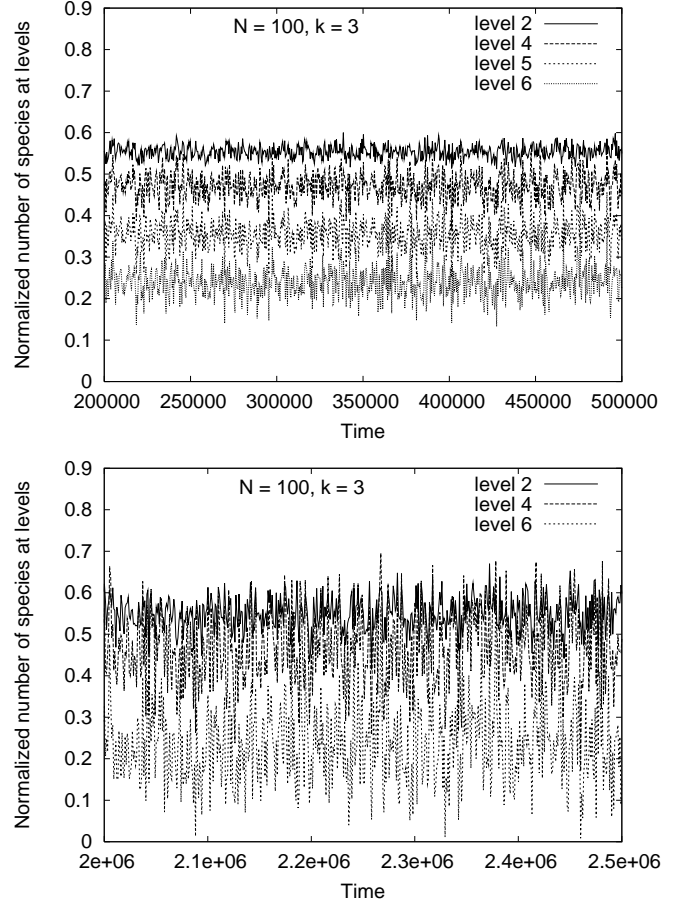 0.9
N = 100, k = 3
level 2
level 4
level 5
level 6
0.8
0.7
0.6
0.5
0.4
0.3
0.2
0.1
0
Normalized number of species at levels
200000 250000 300000 350000 400000 450000 500000
Time
0.9
N = 100, k = 3
level 2
level 4
level 6
0.8
0.7
0.6
0.5
0.4
0.3
0.2
0.1
0
Normalized number of species at levels
2e+06 2.1e+06 2.2e+06 2.3e+06 2.4e+06 2.5e+06
Time